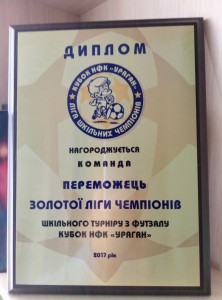 ДИПЛОМ
КУБОК НФК «УРАГАН»
ЛІГА ШКІЛЬНИХ ЧЕМПІОНІВ
НАГОРОДЖУЄТЬСЯ
КОМАНДА
ПЕРЕМОЖЕЦЬ
ЗОЛОТОЇ ЛІГИ ЧЕМПІОНІВ
ШКІЛЬНОГО ТУРНІРУ З ФУТЗАЛУ
КУБОК НФК «УРАГАН»
2017 рік